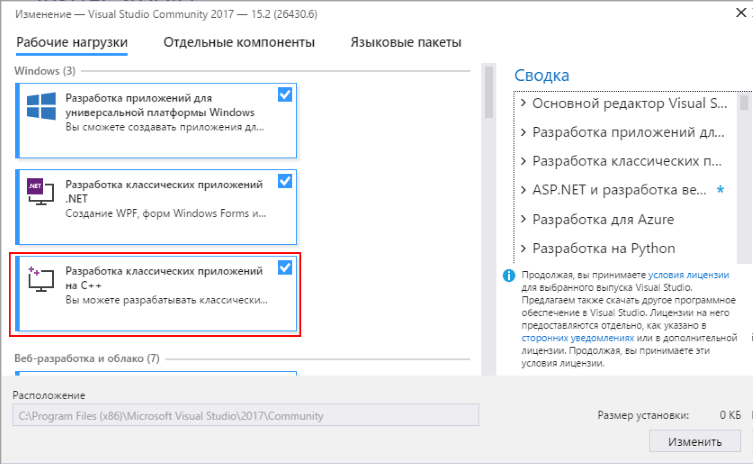 Изменение — Visual Studio Community 2017 — 15.2 (26430.6)
Рабочие нагрузки
Отдельные компоненты
Языковые пакеты
Windows (3)
Разработка приложений для
универсальной платформы Windows
Вы сможете создавать приложения дл...
.NET
Разработка классических приложений
.NET
Создание WPF, форм Windows Forms и...
Разработка классических приложений
на C++
Вы можете разрабатывать классически...
Веб-разработка и облако (7)
Сводка
> Основной редактор Visual S...
> Разработка приложений дл...
> Разработка классических п...
> ASP.NET и разработка ве... *
> Разработка для Azure
> Разработка на Python
Продолжая, вы принимаете условия лицензии
для выбранного выпуска Visual Studio.
Предлагаем также скачать другое программное
обеспечение в Visual Studio. Лицензии на него
предоставляются отдельно, как указано в
сторонних уведомлениях или в дополнительной
лицензии. Продолжая, вы принимаете эти
условия лицензии.
Расположение
C:\Program Files (x86)\Microsoft Visual Studio\2017\Community
Размер установки: 0 КБ
Изменить